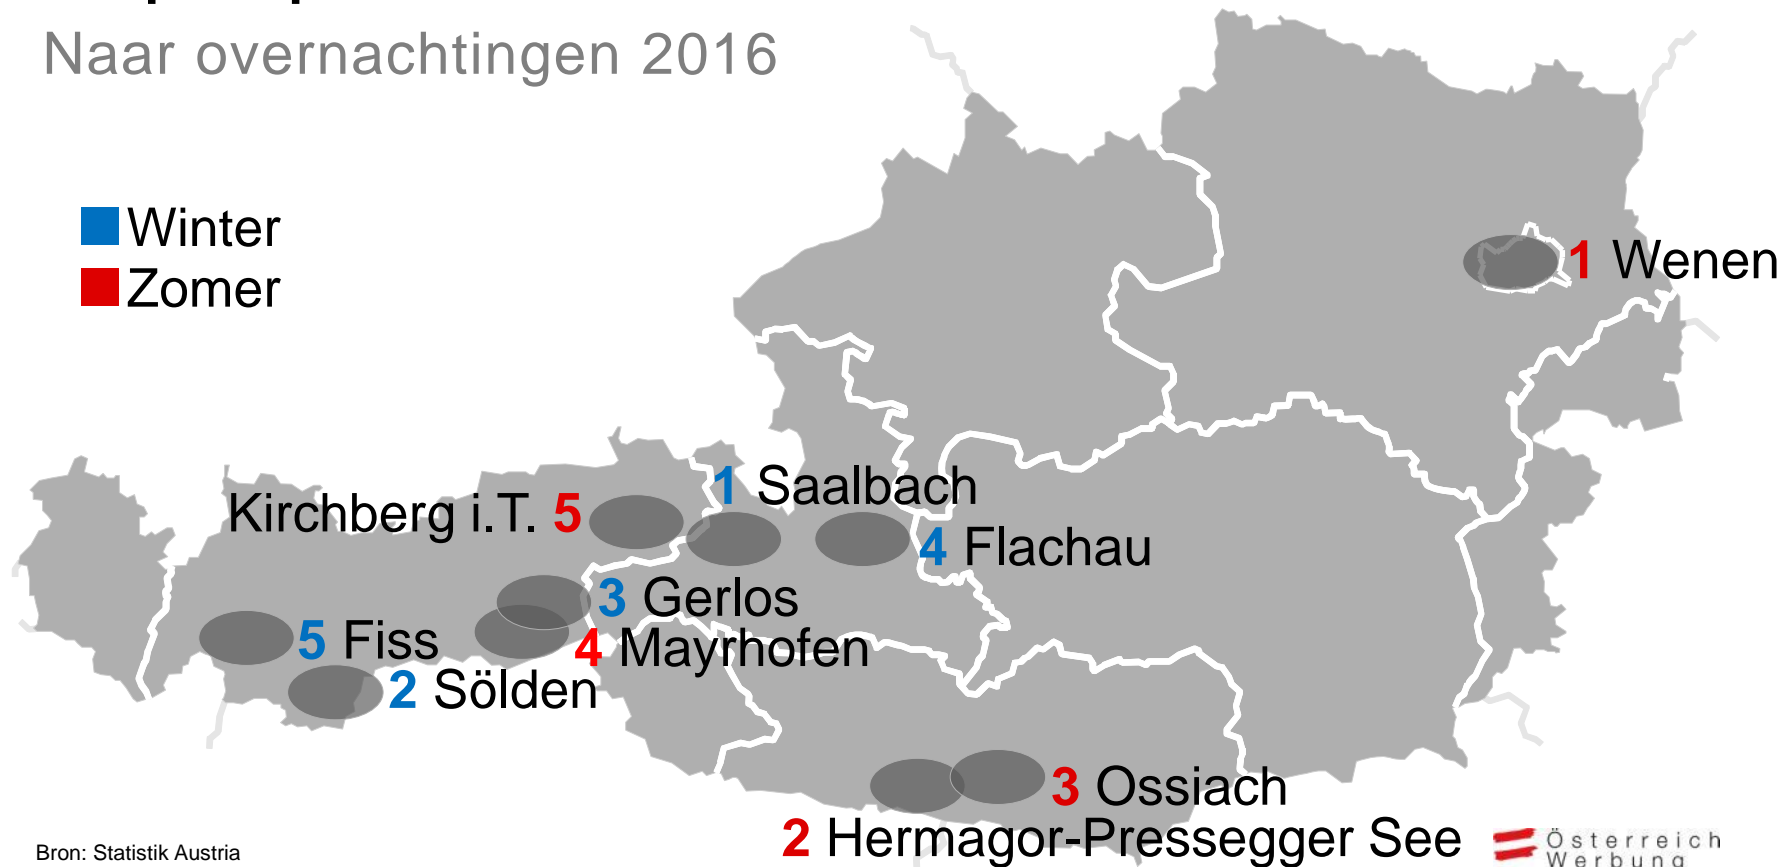 Naar overnachtingen 2016
Winter
Zomer
1 Wenen
1 Saalbach
Kirchberg i.T. 5
4 Flachau
3 Gerlos
5 Fiss
4 Mayrhofen
2 Sölden
3 Ossiach
2 Hermagor-Pressegger See
Bron: Statistik Austria
Österreich
Werbung